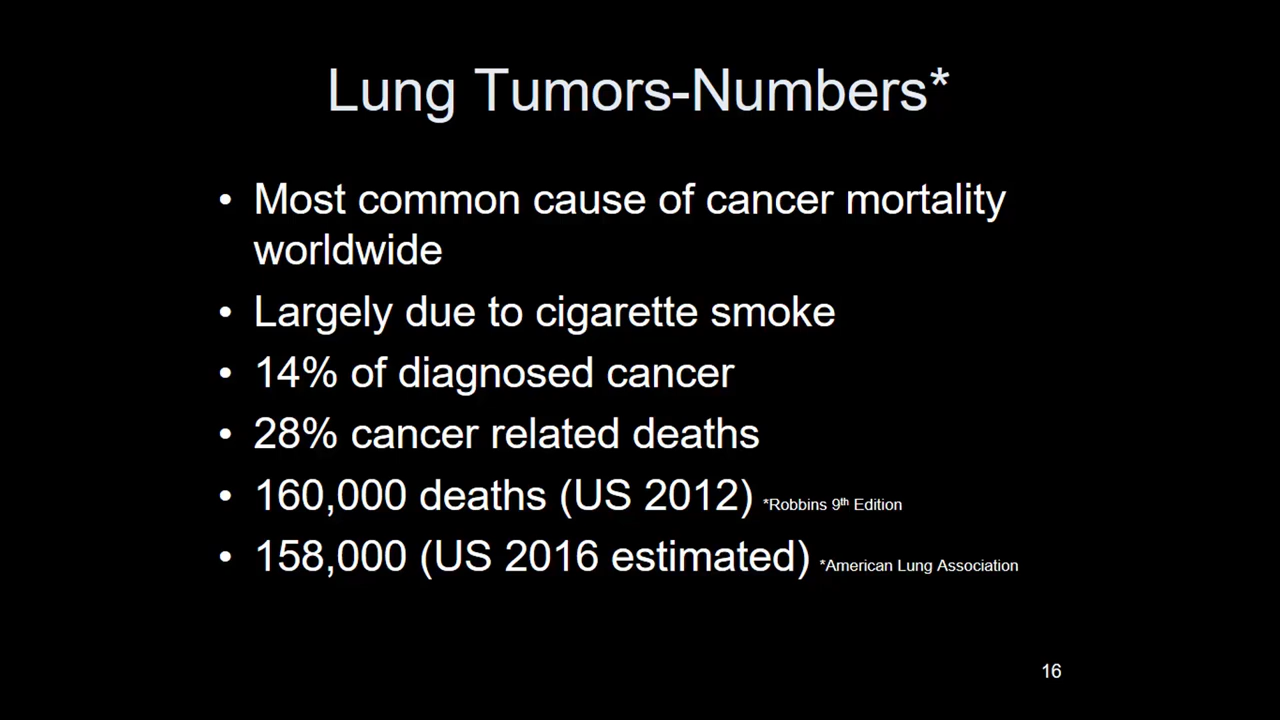 Lung Tumors-Numbers*
• Most common cause of cancer mortality
worldwide
• Largely due to cigarette smoke
• 14% of diagnosed cancer
• 28% cancer related deaths
• 160,000 deaths (US 2012) *Robbins 9th Edition
• 158,000 (US 2016 estimated) *American Lung Association
16